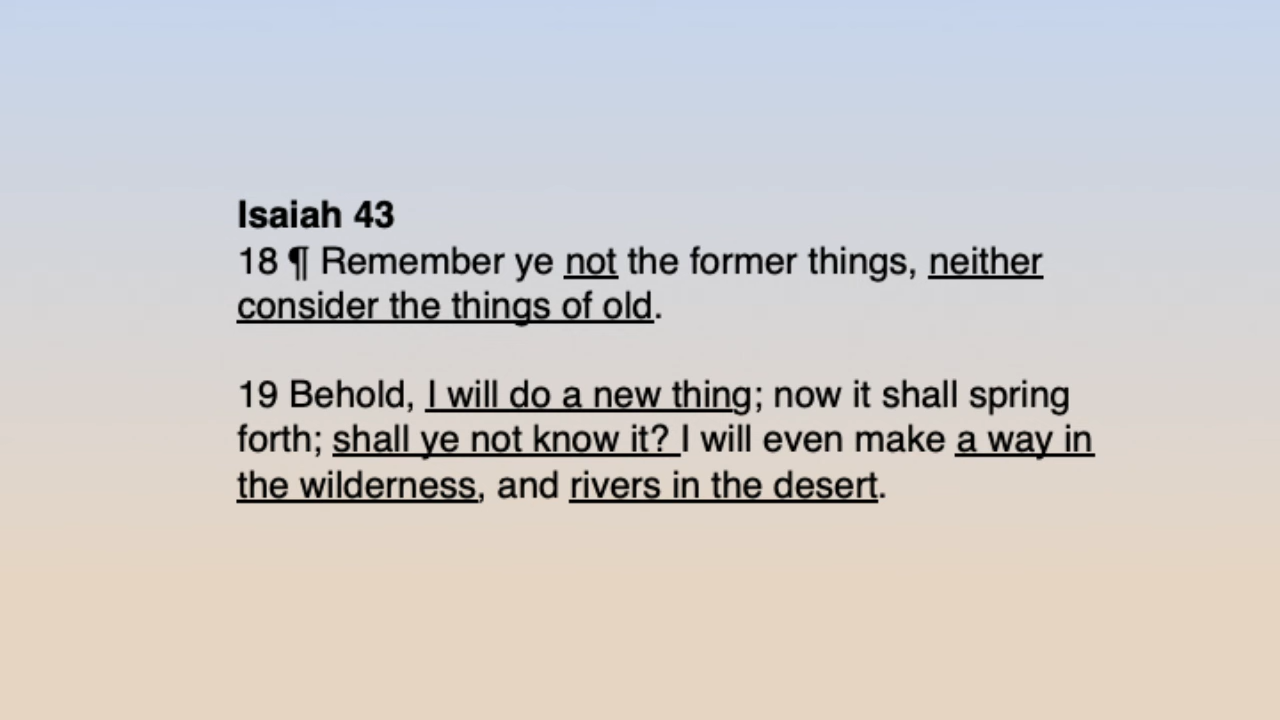 Isaiah 43
18 ¶ Remember ye not the former things, neither
consider the things of old.
19 Behold, I will do a new thing; now it shall spring
forth; shall ye not know it? I will even make a way in
the wilderness, and rivers in the desert.